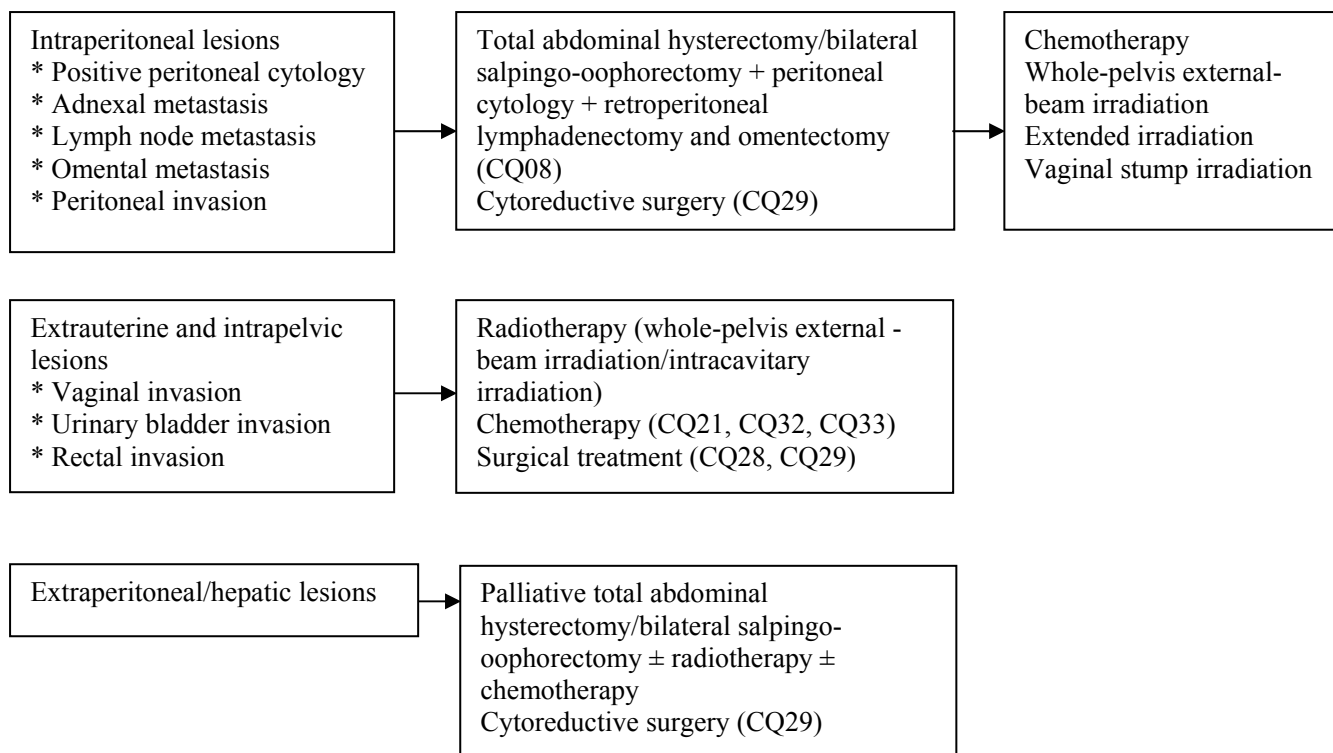 Intraperitoneal lesions
* Positive peritoneal cytology
* Adnexal metastasis
* Lymph node metastasis
* Omental metastasis
* Peritoneal invasion
Total abdominal hysterectomy/bilateral
salpingo-oophorectomy + peritoneal
cytology + retroperitoneal
lymphadenectomy and omentectomy
(CQ08)
Cytoreductive surgery (CQ29)
Chemotherapy
Whole-pelvis external-
beam irradiation
Extended irradiation
Vaginal stump irradiation
Extrauterine and intrapelvic
lesions
* Vaginal invasion
* Urinary bladder invasion
* Rectal invasion
Radiotherapy (whole-pelvis external -
beam irradiation/intracavitary
irradiation)
Chemotherapy (CQ21, CQ32, CQ33)
Surgical treatment (CQ28, CQ29)
Extraperitoneal/hepatic lesions
Palliative total abdominal
hysterectomy/bilateral salpingo-
oophorectomy ± radiotherapy ±
chemotherapy
Cytoreductive surgery (CQ29)